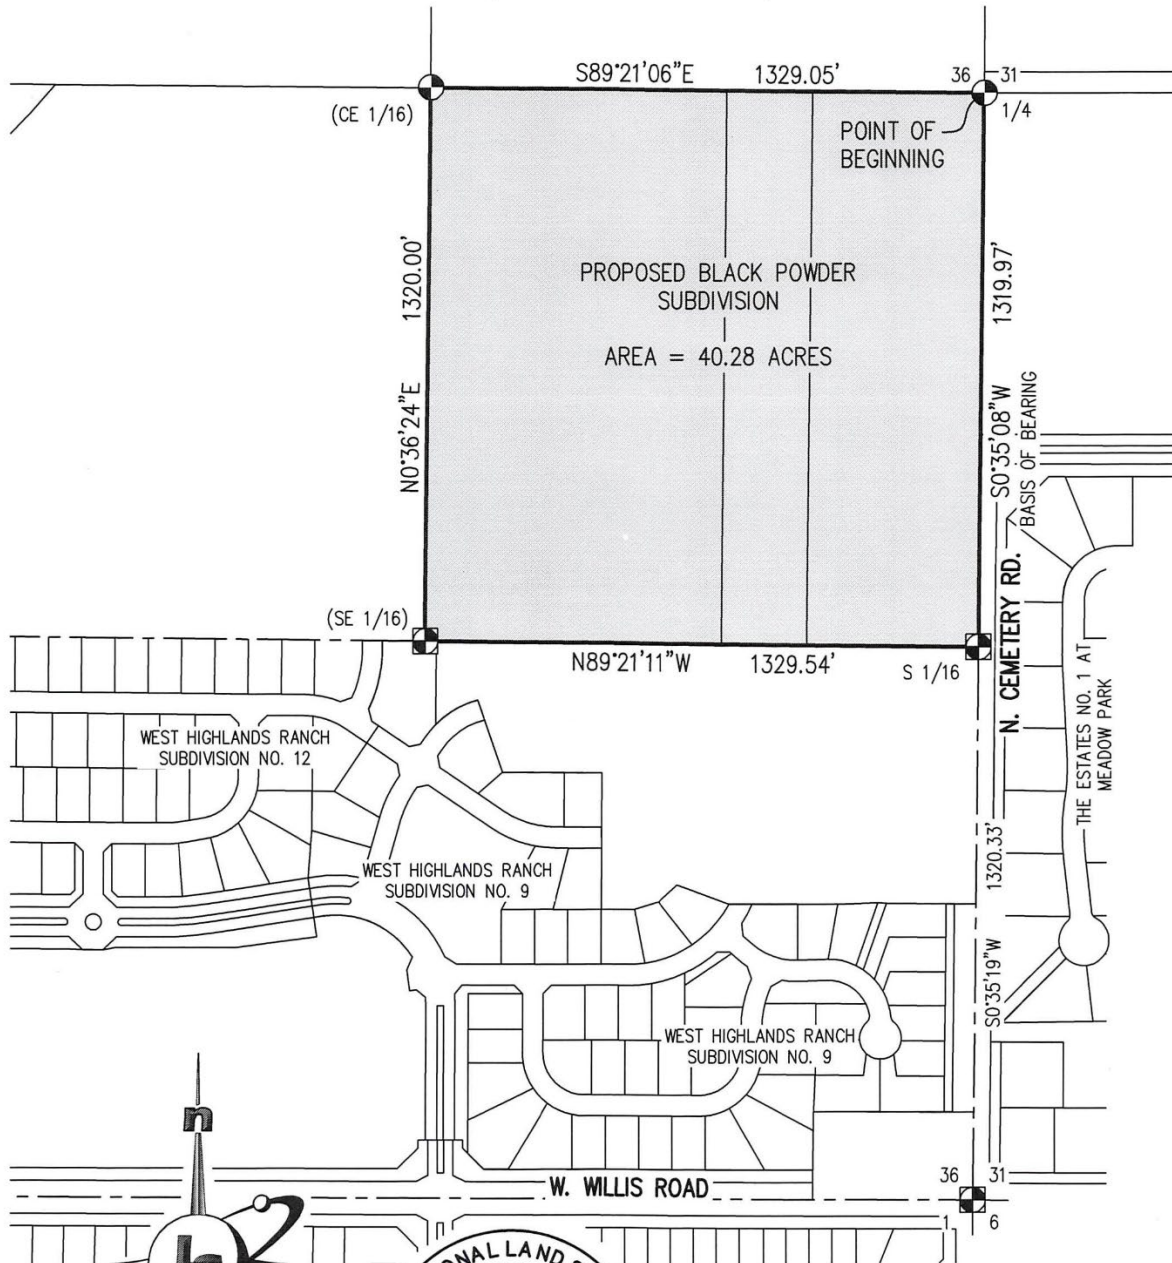 S89°21'06"E 1329.05'
36 31
(CE 1/16)
1/4
POINT OF
BEGINNING
1320.00'
N0°36'24"E
PROPOSED BLACK POWDER
SUBDIVISION
AREA = 40.28 ACRES
1319.97'
S0°35'08"W
BASIS OF BEARING
(SE 1/16)
N89°21'11"W 1329.54'
S 1/16
N. CEMETERY RD.
THE ESTATES NO. 1 AT
MEADOW PARK
WEST HIGHLANDS RANCH
SUBDIVISION NO. 12
WEST HIGHLANDS RANCH
SUBDIVISION NO. 9
1320.33'
S0°35'19"W
WEST HIGHLANDS RANCH
SUBDIVISION NO. 9
n
36 31
W. WILLIS ROAD
1 6
LAND